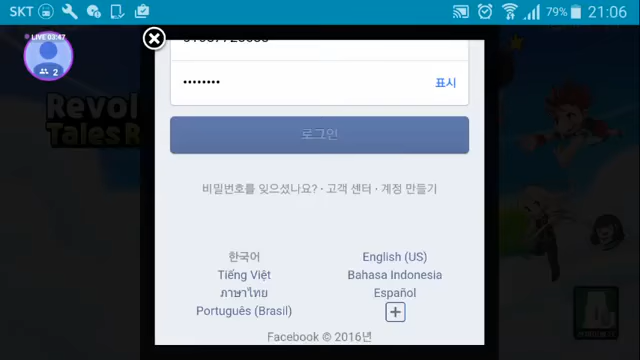 SKT 79% 21:06
LIVE 03:47
2
Revol
Tales R
••••••••
표시
로그인
비밀번호를 잊으셨나요? · 고객 센터 · 계정 만들기
한국어 English (US)
Tiếng Việt Bahasa Indonesia
ภาษาไทย Español
Português (Brasil)
Facebook © 2016년